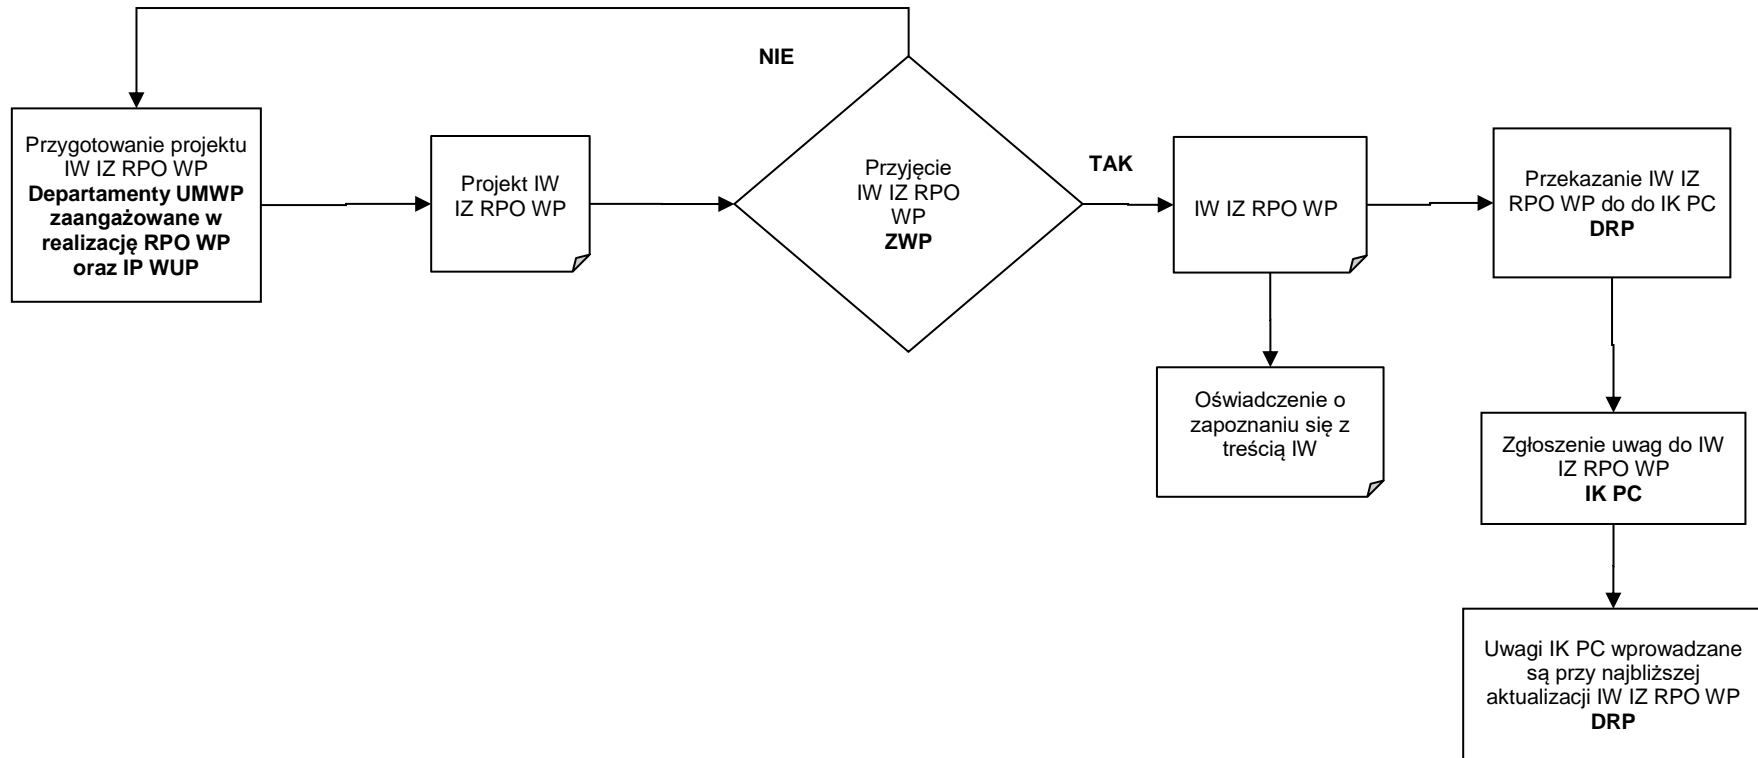 NIE
Przygotowanie projektu
IW IZ RPO WP
Departamenty UMWP
zaangażowane w
realizację RPO WP
oraz IP WUP
Projekt IW
IZ RPO WP
Przyjęcie
IW IZ RPO
WP
ZWP
TAK
IW IZ RPO WP
Przekazanie IW IZ
RPO WP do do IK PC
DRP
Oświadczenie o
zapoznaniu się z
treścią IW
Zgłoszenie uwag do IW
IZ RPO WP
IK PC
Uwagi IK PC wprowadzane
są przy najbliższej
aktualizacji IW IZ RPO WP
DRP